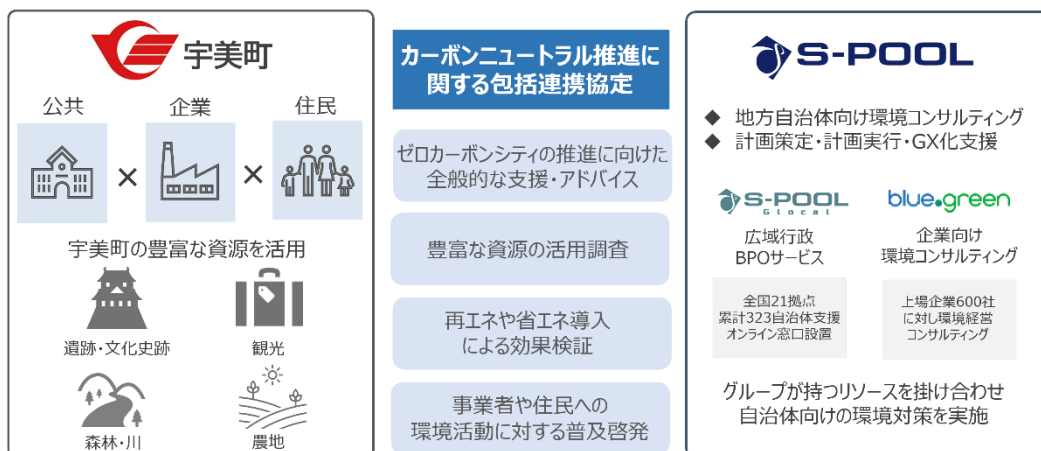 宇美町
公共
企業
住民
×
×
宇美町の豊富な資源を活用
遺跡・文化史跡
観光
森林・川
農地
カーボンニュートラル推進に
関する包括連携協定
ゼロカーボンシティの推進に向けた
全般的な支援・アドバイス
豊富な資源の活用調査
再エネや省エネ導入
による効果検証
事業者や住民への
環境活動に対する普及啓発
S-POOL
◆ 地方自治体向け環境コンサルティング
◆ 計画策定・計画実行・GX化支援
S-POOL
Glocal
広域行政
BPOサービス
全国21拠点
累計323自治体支援
オンライン窓口設置
blue.green
企業向け
環境コンサルティング
上場企業600社
に対し環境経営
コンサルティング
グループが持つリソースを掛け合わせ
自治体向けの環境対策を実施